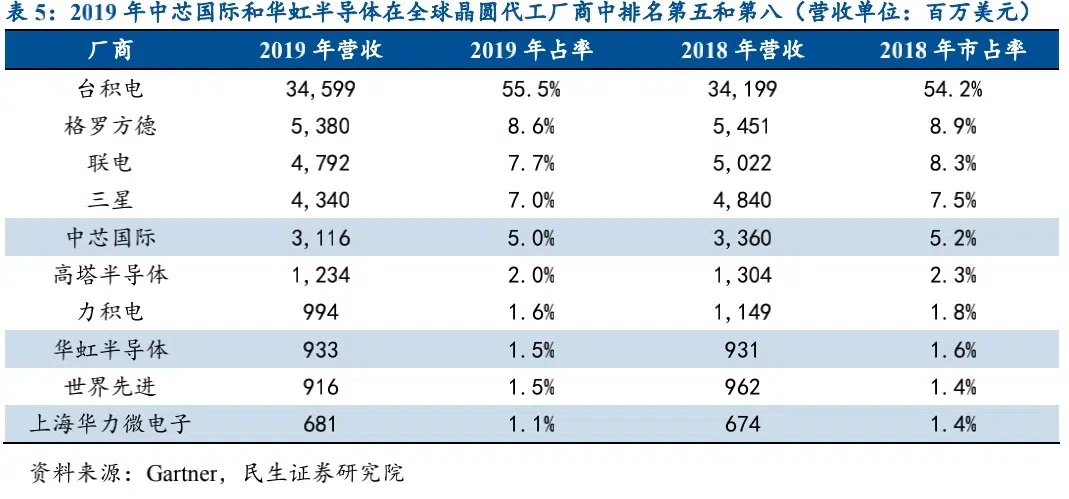 表 5：2019 年中芯国际和华虹半导体在全球晶圆代工厂商中排名第五和第八（营收单位：百万美元）
厂商 2019 年营收 2019 年占率 2018 年营收 2018 年市占率
台积电 34,599 55.5% 34,199 54.2%
格罗方德 5,380 8.6% 5,451 8.9%
联电 4,792 7.7% 5,022 8.3%
三星 4,340 7.0% 4,840 7.5%
中芯国际 3,116 5.0% 3,360 5.2%
高塔半导体 1,234 2.0% 1,304 2.3%
力积电 994 1.6% 1,149 1.8%
华虹半导体 933 1.5% 931 1.6%
世界先进 916 1.5% 962 1.4%
上海华力微电子 681 1.1% 674 1.4%
资料来源：Gartner，民生证券研究院